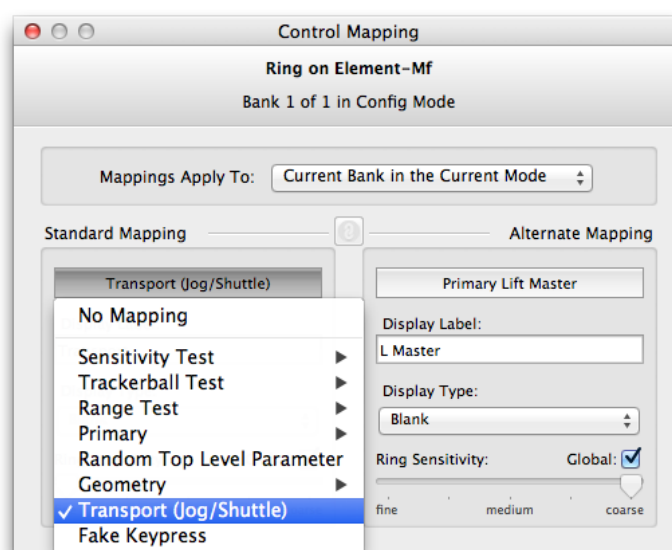 Control Mapping
Ring on Element-Mf
Bank 1 of 1 in Config Mode
Mappings Apply To: Current Bank in the Current Mode
Standard Mapping
Alternate Mapping
Transport (Jog/Shuttle)
Primary Lift Master
No Mapping
Display Label:
L Master
Sensitivity Test
Trackerball Test
Display Type:
Range Test
Blank
Primary
Random Top Level Parameter
Ring Sensitivity: Global:
Geometry
✓ Transport (Jog/Shuttle)
fine medium coarse
Fake Keypress